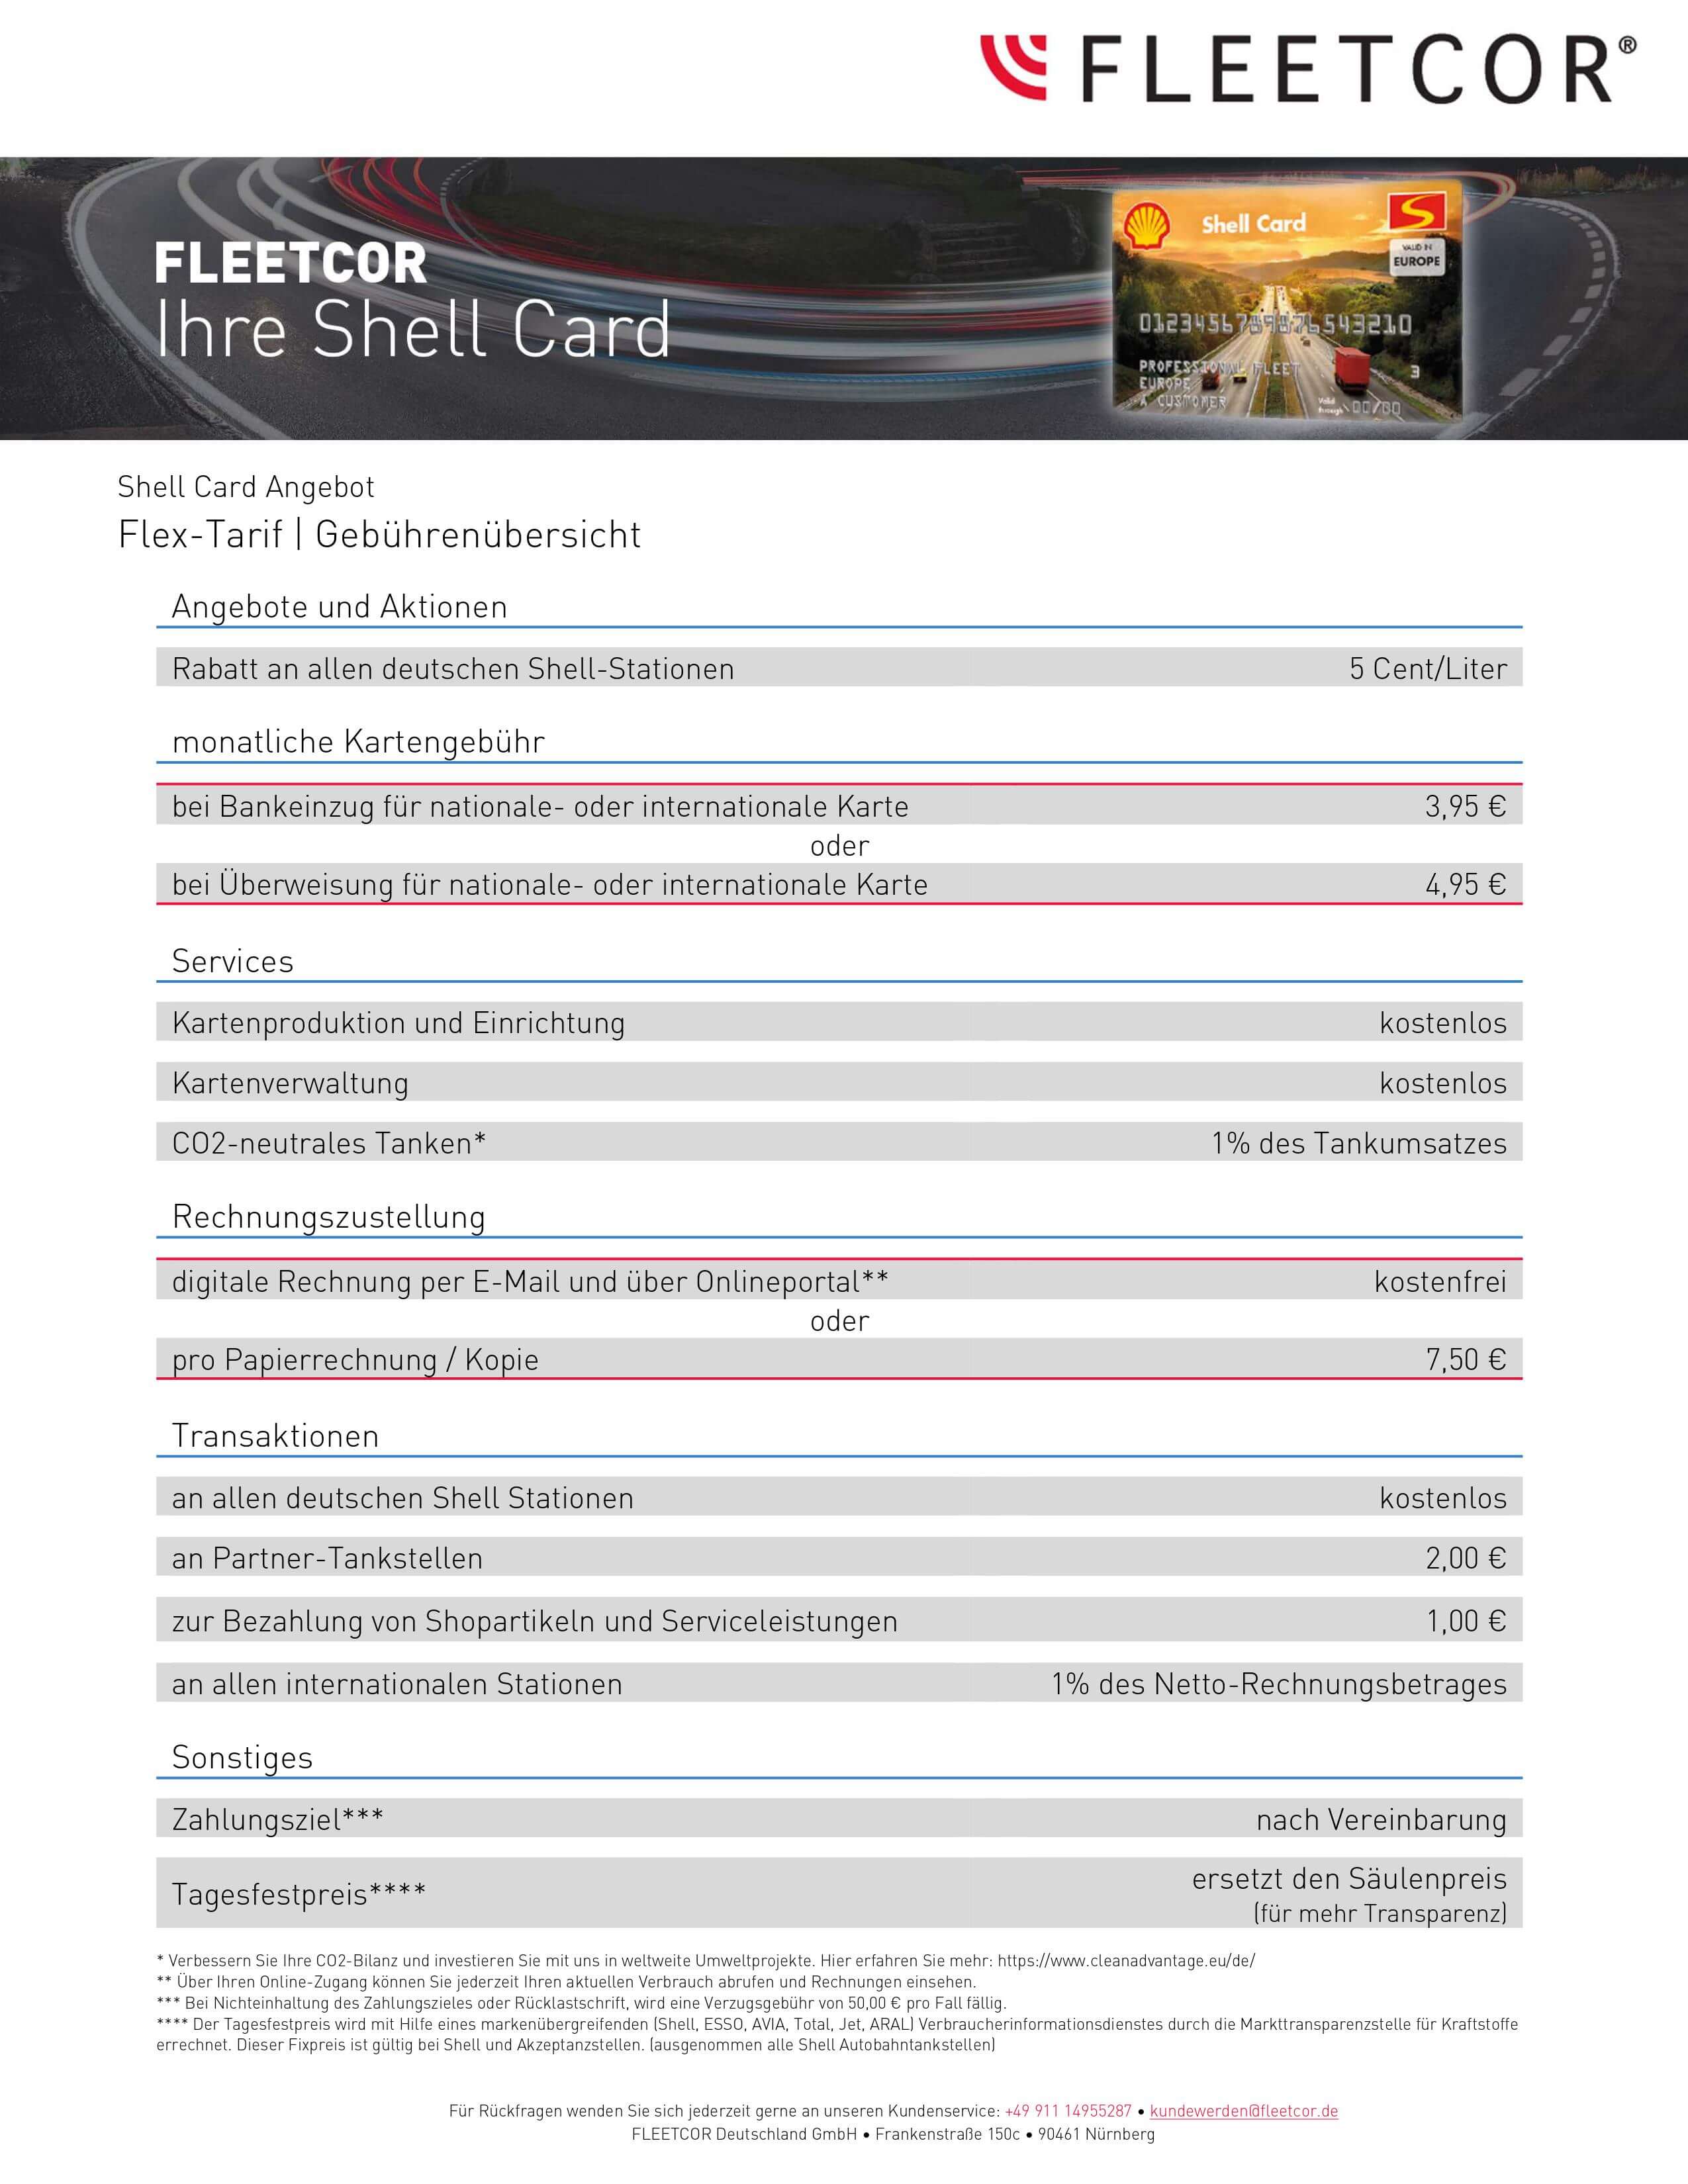 FLEETCOR®
FLEETCOR
Ihre Shell Card
Shell Card
VALID IN
EUROPE
0123456789876543210
PROFESSIONAL FLEET
EUROPE 3
A CUSTOMER
Valid
through 00/00
Shell Card Angebot
Flex-Tarif | Gebührenübersicht
Angebote und Aktionen
Rabatt an allen deutschen Shell-Stationen 5 Cent/Liter
monatliche Kartengebühr
bei Bankeinzug für nationale- oder internationale Karte 3,95 €
oder
bei Überweisung für nationale- oder internationale Karte 4,95 €
Services
Kartenproduktion und Einrichtung kostenlos
Kartenverwaltung kostenlos
CO2-neutrales Tanken* 1% des Tankumsatzes
Rechnungszustellung
digitale Rechnung per E-Mail und über Onlineportal** kostenfrei
oder
pro Papierrechnung / Kopie 7,50 €
Transaktionen
an allen deutschen Shell Stationen kostenlos
an Partner-Tankstellen 2,00 €
zur Bezahlung von Shopartikeln und Serviceleistungen 1,00 €
an allen internationalen Stationen 1% des Netto-Rechnungsbetrages
Sonstiges
Zahlungsziel*** nach Vereinbarung
Tagesfestpreis**** ersetzt den Säulenpreis
(für mehr Transparenz)
* Verbessern Sie Ihre CO2-Bilanz und investieren Sie mit uns in weltweite Umweltprojekte. Hier erfahren Sie mehr: https://www.cleanadvantage.eu/de/
** Über Ihren Online-Zugang können Sie jederzeit Ihren aktuellen Verbrauch abrufen und Rechnungen einsehen.
*** Bei Nichteinhaltung des Zahlungszieles oder Rücklastschrift, wird eine Verzugsgebühr von 50,00 € pro Fall fällig.
**** Der Tagesfestpreis wird mit Hilfe eines markenübergreifenden (Shell, ESSO, AVIA, Total, Jet, ARAL) Verbraucherinformationsdienstes durch die Markttransparenzstelle für Kraftstoffe
errechnet. Dieser Fixpreis ist gültig bei Shell und Akzeptanzstellen. (ausgenommen alle Shell Autobahntankstellen)
Für Rückfragen wenden Sie sich jederzeit gerne an unseren Kundenservice: +49 911 14955287 • kundewerden@fleetcor.de
FLEETCOR Deutschland GmbH • Frankenstraße 150c • 90461 Nürnberg